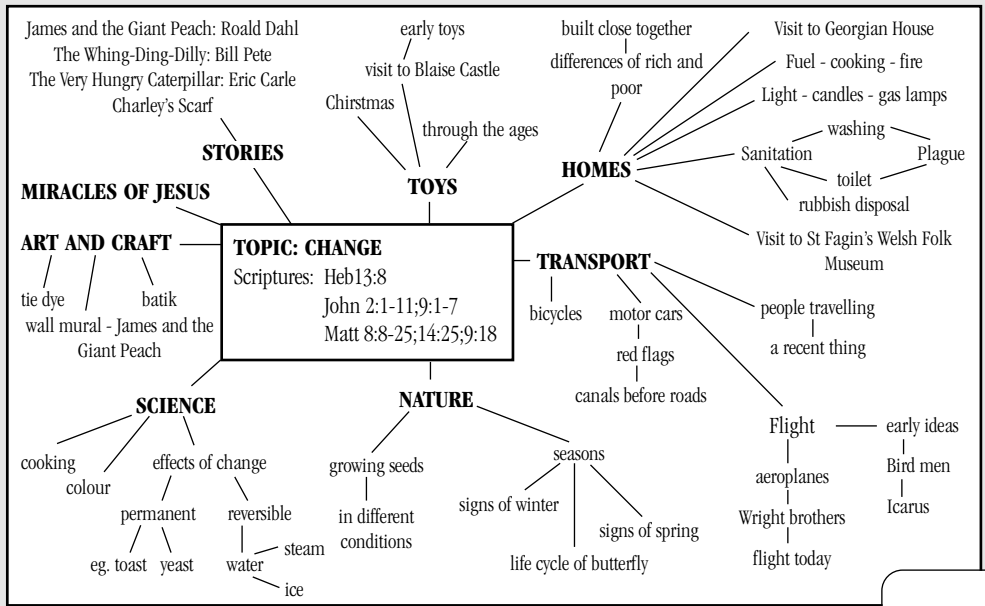 James and the Giant Peach: Roald Dahl
The Whing-Ding-Dilly: Bill Pete
The Very Hungry Caterpillar: Eric Carle
Charley's Scarf
STORIES
MIRACLES OF JESUS
ART AND CRAFT
tie dye
batik
wall mural - James and the
Giant Peach
early toys
visit to Blaise Castle
Chirstmas
through the ages
TOYS
built close together
differences of rich and
poor
HOMES
Visit to Georgian House
Fuel - cooking - fire
Light - candles - gas lamps
washing
Sanitation
Plague
toilet
rubbish disposal
Visit to St Fagin's Welsh Folk
Museum
TOPIC: CHANGE
Scriptures: Heb13:8
John 2:1-11;9:1-7
Matt 8:8-25;14:25;9:18
TRANSPORT
bicycles
motor cars
red flags
canals before roads
people travelling
a recent thing
Flight
early ideas
Bird men
Icarus
aeroplanes
Wright brothers
flight today
SCIENCE
cooking
colour
effects of change
permanent
reversible
eg. toast
yeast
water
steam
ice
NATURE
growing seeds
in different
conditions
seasons
signs of winter
signs of spring
life cycle of butterfly